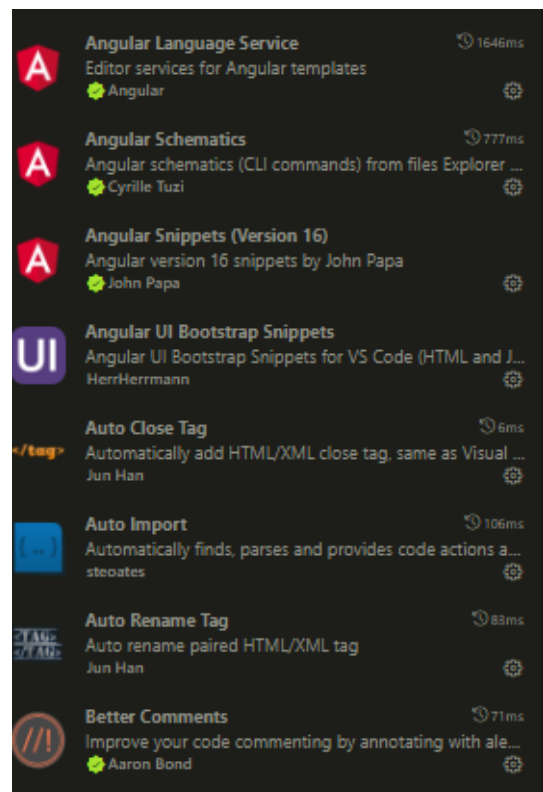 Angular Language Service 1646ms
Editor services for Angular templates
Angular
Angular Schematics 777ms
Angular schematics (CLI commands) from files Explorer ...
Cyrille Tuzi
Angular Snippets (Version 16)
Angular version 16 snippets by John Papa
John Papa
UI Angular UI Bootstrap Snippets
Angular UI Bootstrap Snippets for VS Code (HTML and J...
HerrHerrmann
Auto Close Tag 6ms
</tag> Automatically add HTML/XML close tag, same as Visual ...
Jun Han
Auto Import 106ms
{..} Automatically finds, parses and provides code actions a...
steoates
Auto Rename Tag 83ms
<TAG>
</TAG> Auto rename paired HTML/XML tag
Jun Han
Better Comments 71ms
//! Improve your code commenting by annotating with ale...
Aaron Bond